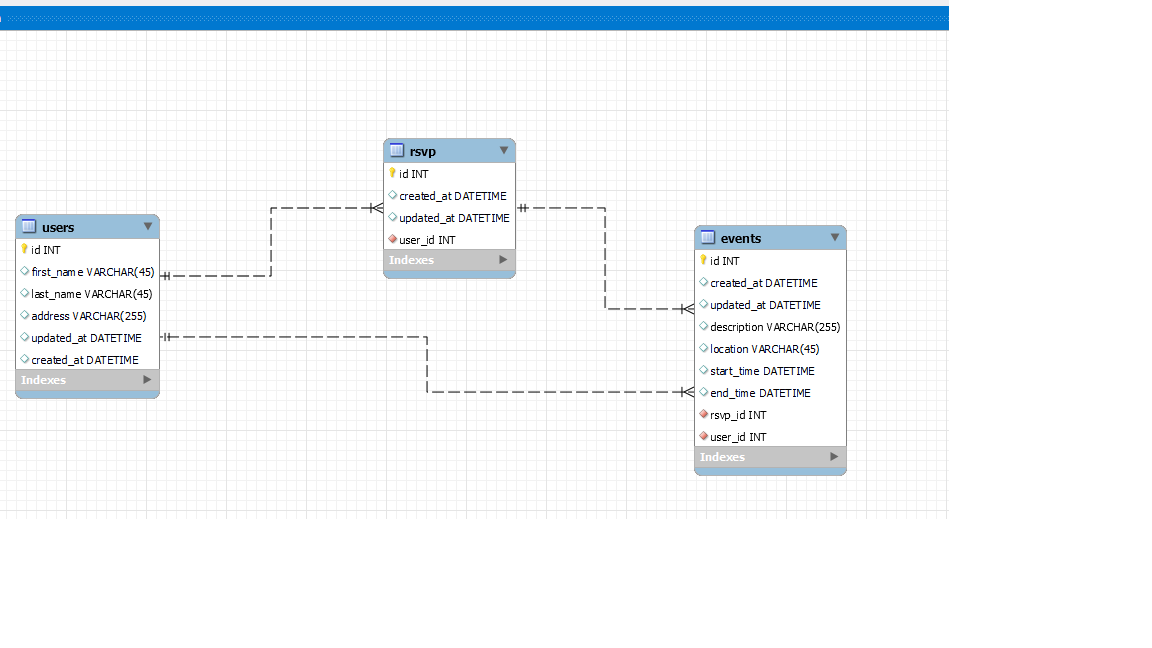 users
id INT
first_name VARCHAR(45)
last_name VARCHAR(45)
address VARCHAR(255)
updated_at DATETIME
created_at DATETIME
Indexes
rsvp
id INT
created_at DATETIME
updated_at DATETIME
user_id INT
Indexes
events
id INT
created_at DATETIME
updated_at DATETIME
description VARCHAR(255)
location VARCHAR(45)
start_time DATETIME
end_time DATETIME
rsvp_id INT
user_id INT
Indexes